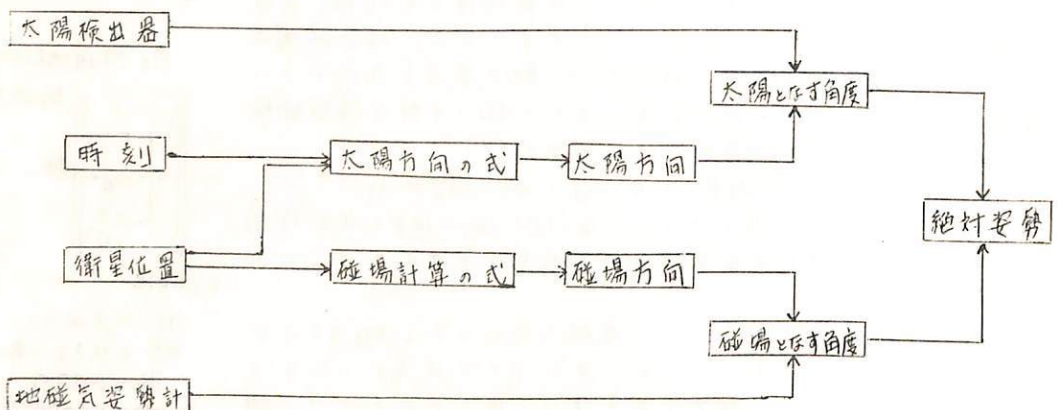 太陽検出器
太陽となす角度
時刻
太陽方向の式
太陽方向
絶対姿勢
衛星位置
磁場計算の式
磁場方向
磁場となす角度
地磁気姿勢計